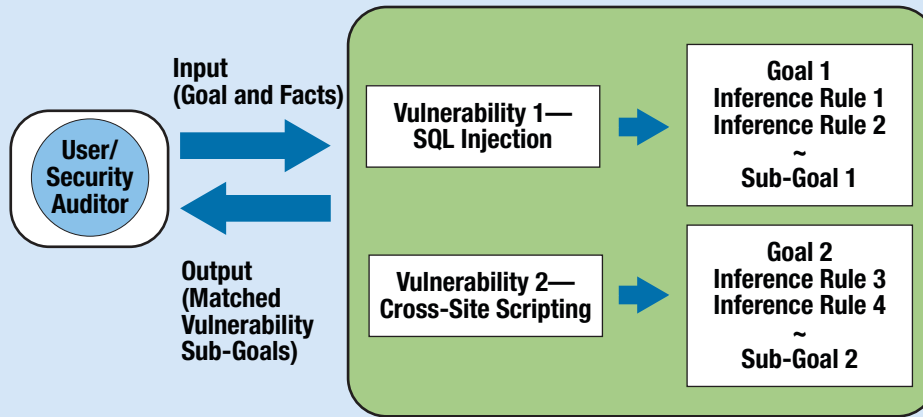 Input
(Goal and Facts)
User/
Security
Auditor
Output
(Matched
Vulnerability
Sub-Goals)
Vulnerability 1—
SQL Injection
Goal 1
Inference Rule 1
Inference Rule 2
~
Sub-Goal 1
Vulnerability 2—
Cross-Site Scripting
Goal 2
Inference Rule 3
Inference Rule 4
~
Sub-Goal 2